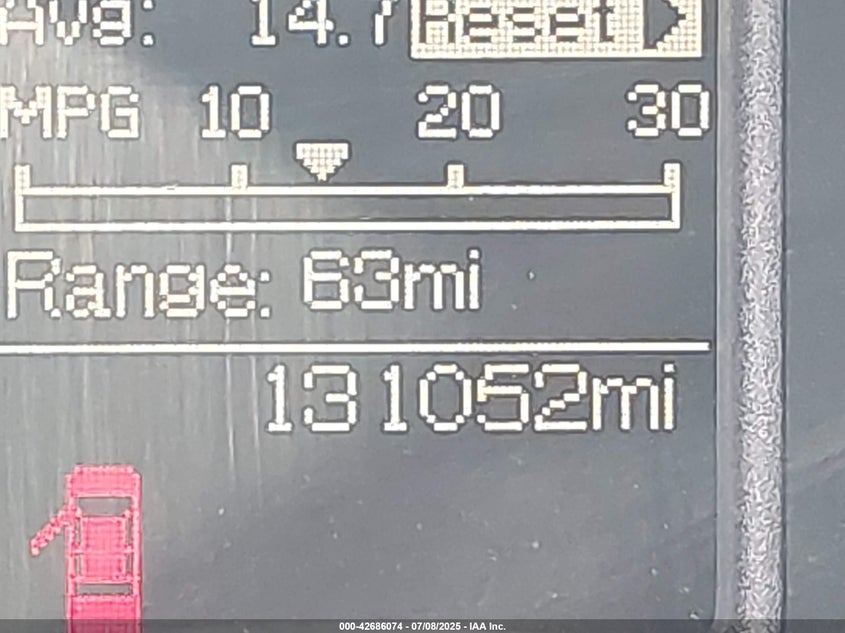 Avg: 14.7 Reset
MPG 10 20 30
Range: 63mi
131052mi
000-42686074 - 07/08/2025 - IAA Inc.